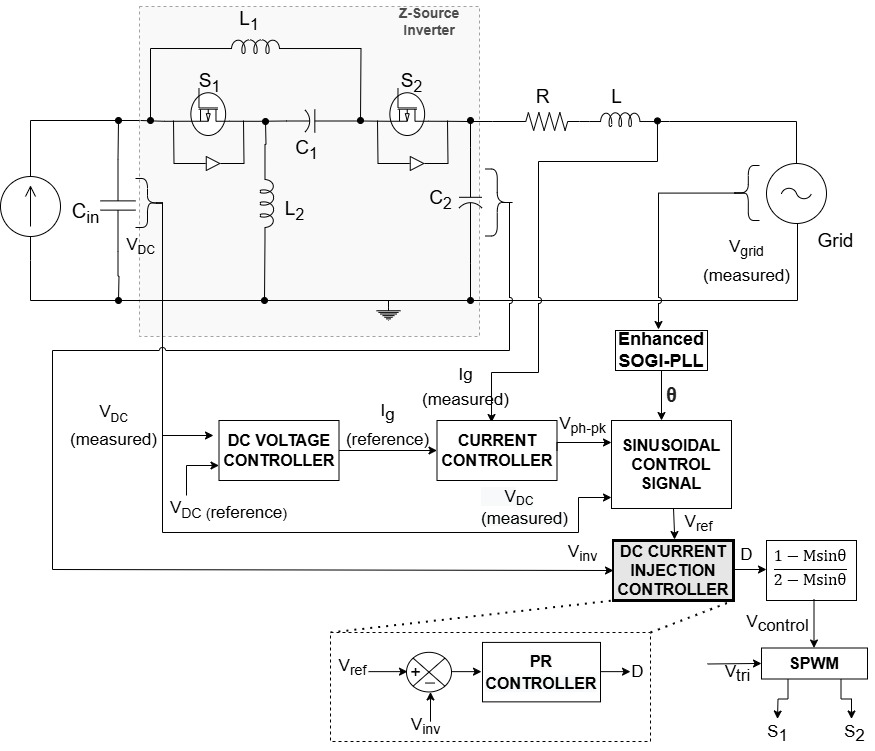 Z-Source
Inverter
L1
S1
S2
R
L
C1
Cin
L2
C2
VDC
Vgrid
(measured)
Grid
Enhanced
SOGI-PLL
θ
Ig
(measured)
VDC
(measured)
Ig
(reference)
Vph-pk
DC VOLTAGE
CONTROLLER
CURRENT
CONTROLLER
SINUSOIDAL
CONTROL
SIGNAL
VDC (reference)
VDC
(measured)
Vref
Vinv
DC CURRENT
INJECTION
CONTROLLER
D
1 − Msinθ
2 − Msinθ
Vcontrol
Vref
+
−
PR
CONTROLLER
D
Vinv
Vtri
SPWM
S1
S2